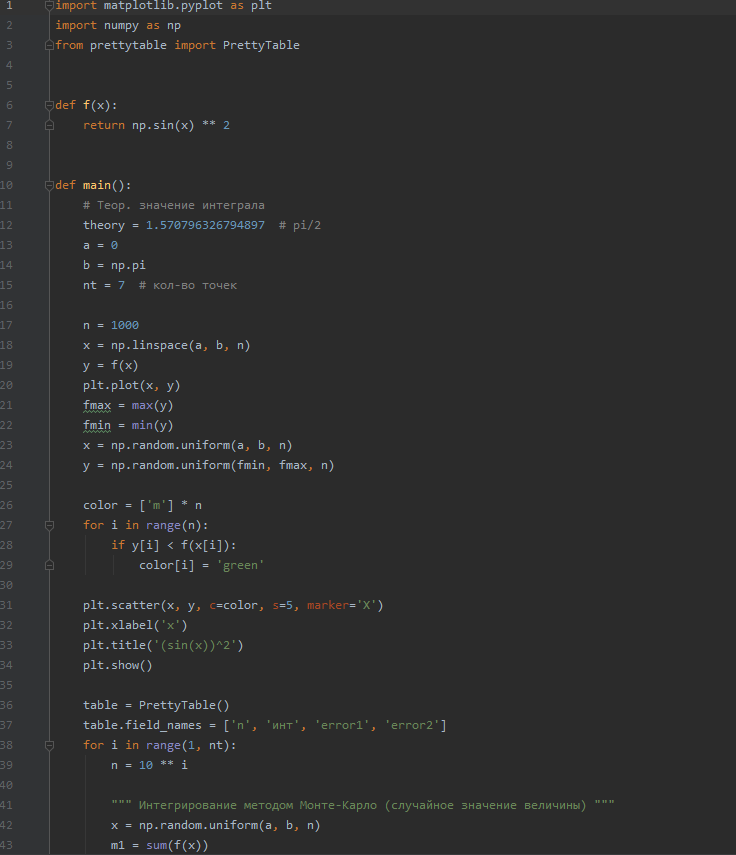 1 import matplotlib.pyplot as plt
2 import numpy as np
3 from prettytable import PrettyTable
4
5
6 def f(x):
7     return np.sin(x) ** 2
8
9
10 def main():
11     # Теор. значение интеграла
12     theory = 1.570796326794897  # pi/2
13     a = 0
14     b = np.pi
15     nt = 7  # кол-во точек
16
17     n = 1000
18     x = np.linspace(a, b, n)
19     y = f(x)
20     plt.plot(x, y)
21     fmax = max(y)
22     fmin = min(y)
23     x = np.random.uniform(a, b, n)
24     y = np.random.uniform(fmin, fmax, n)
25
26     color = ['m'] * n
27     for i in range(n):
28         if y[i] < f(x[i]):
29             color[i] = 'green'
30
31     plt.scatter(x, y, c=color, s=5, marker='X')
32     plt.xlabel('x')
33     plt.title('(sin(x))^2')
34     plt.show()
35
36     table = PrettyTable()
37     table.field_names = ['n', 'инт', 'error1', 'error2']
38     for i in range(1, nt):
39         n = 10 ** i
40
41         """ Интегрирование методом Монте-Карло (случайное значение величины) """
42         x = np.random.uniform(a, b, n)
43         m1 = sum(f(x))